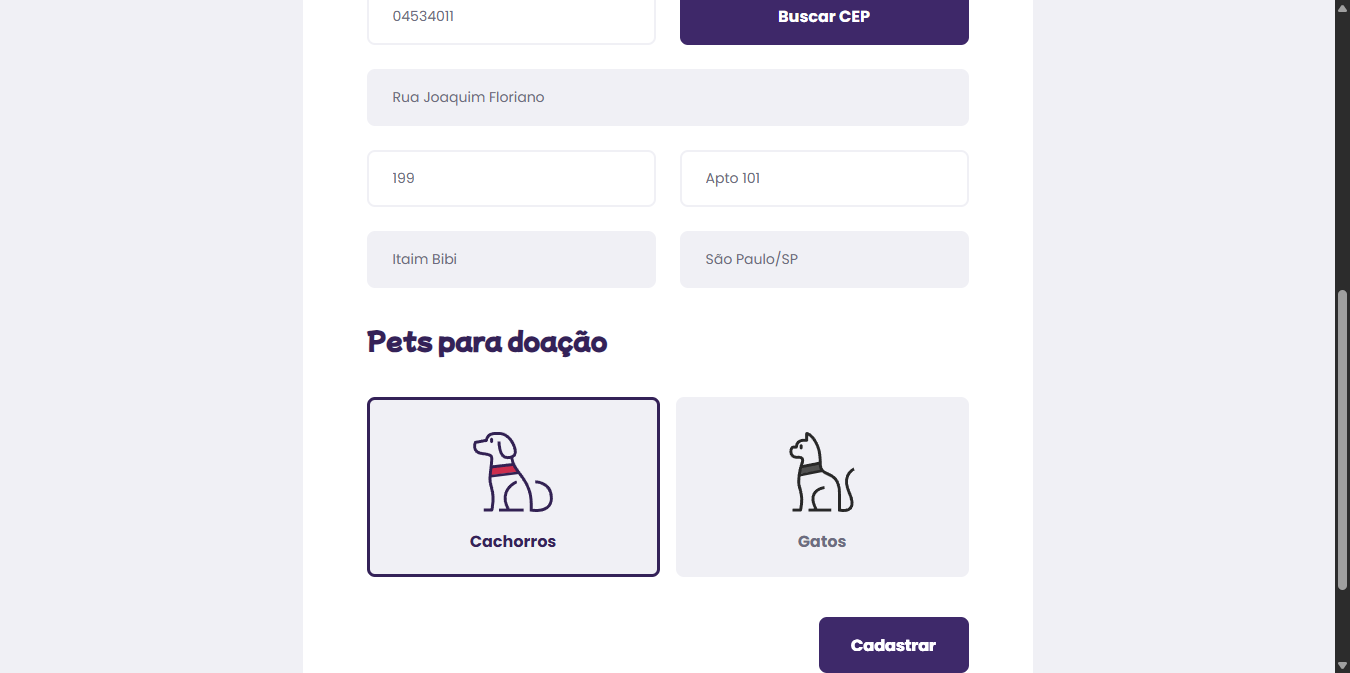 04534011
Buscar CEP
Rua Joaquim Floriano
199
Apto 101
Itaim Bibi
São Paulo/SP
Pets para doação
Cachorros
Gatos
Cadastrar